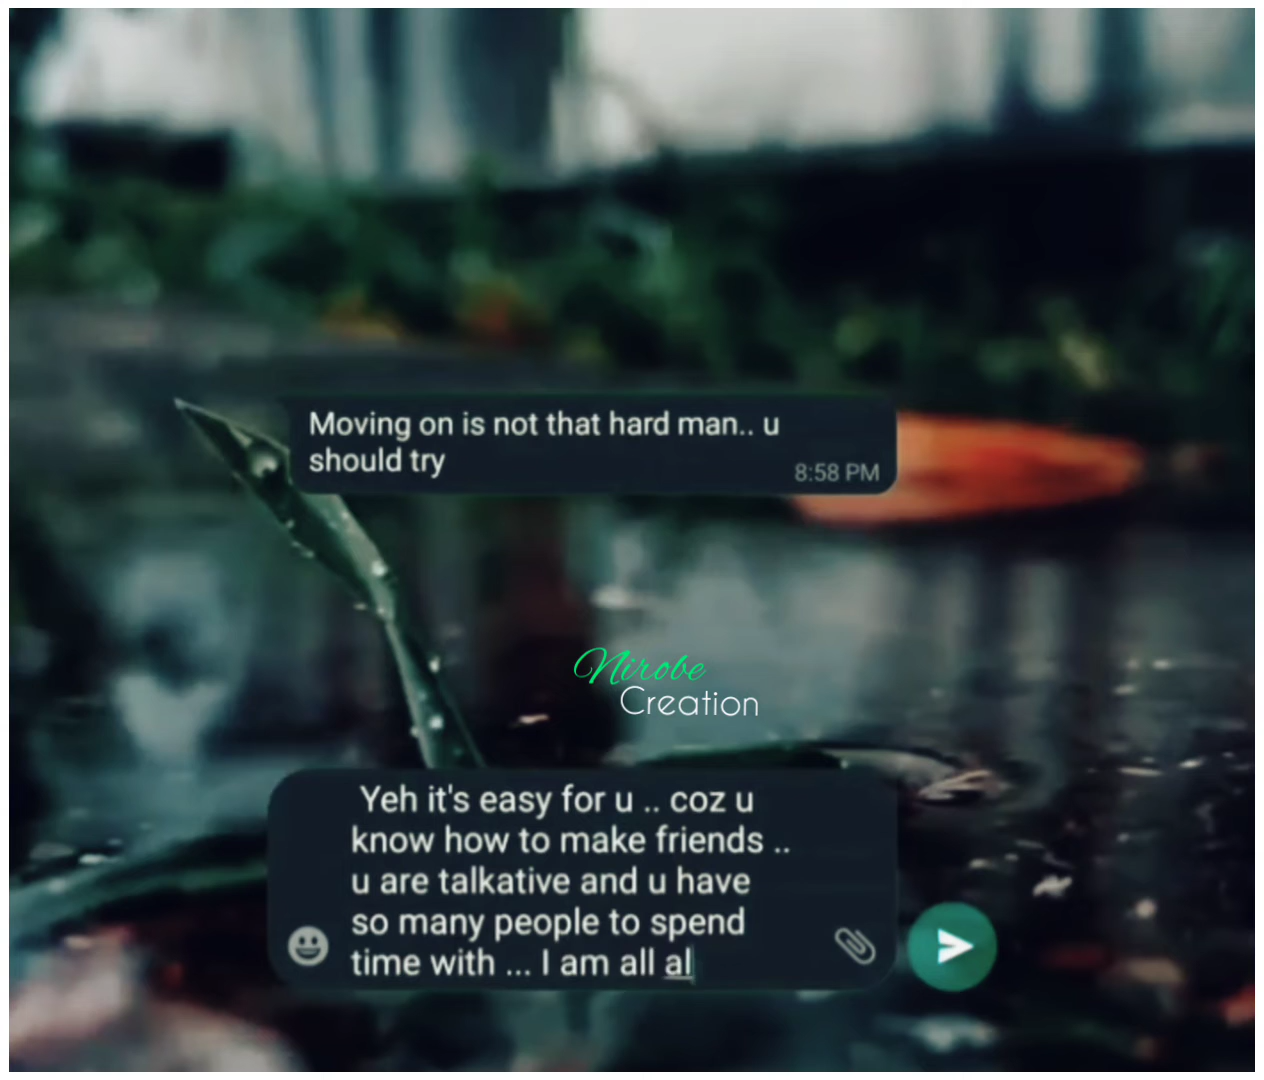 Moving on is not that hard man.. u
should try
8:58 PM
Nirobe
Creation
Yeh it's easy for u .. coz u
know how to make friends ..
u are talkative and u have
so many people to spend
time with ... I am all al